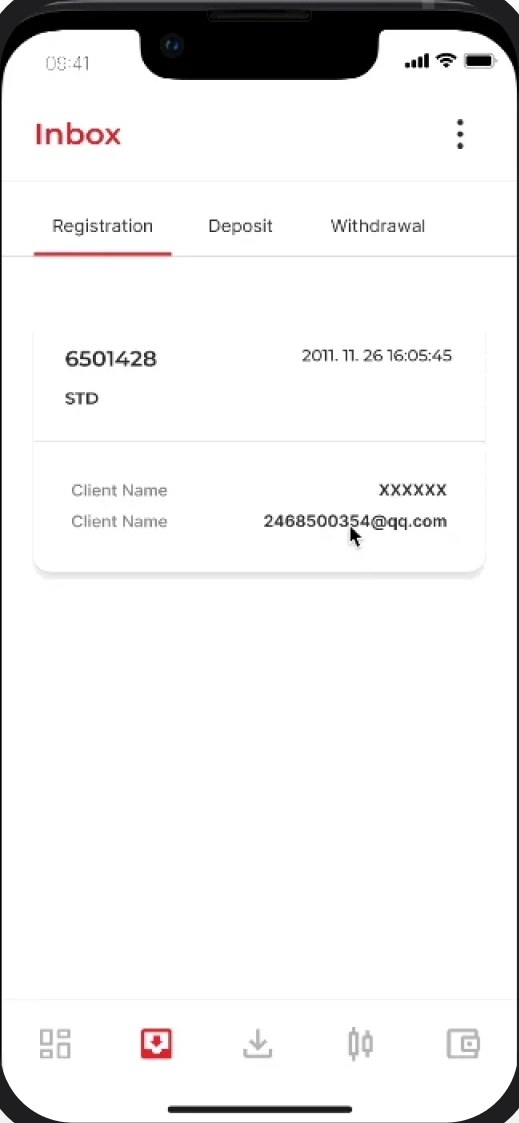 09:41
Inbox
Registration Deposit Withdrawal
6501428 2011. 11. 26 16:05:45
STD
Client Name XXXXXX
Client Name 2468500354@qq.com